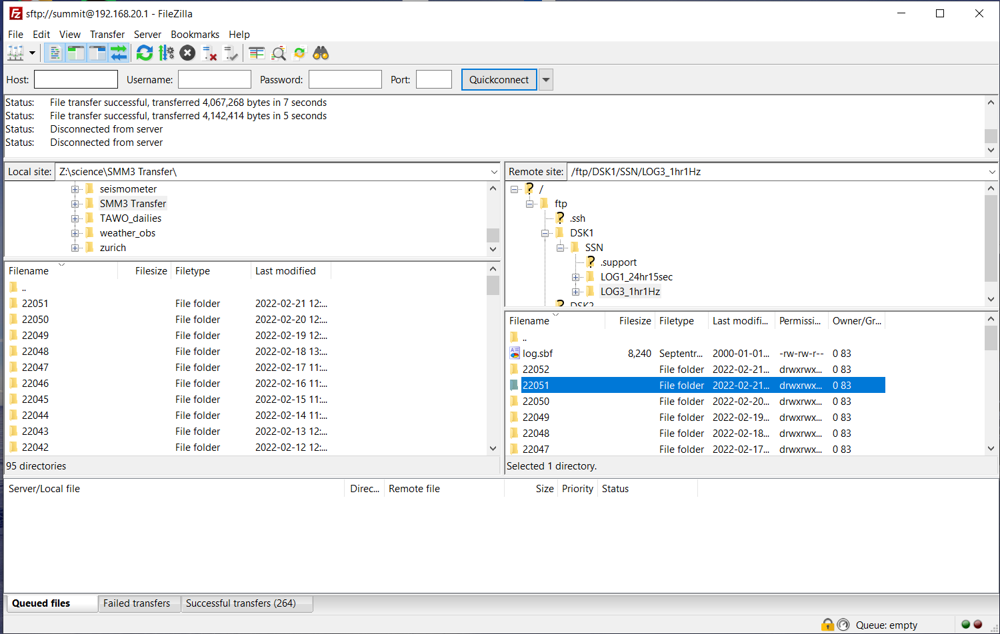 sftp://summit@192.168.20.1 - FileZilla
File Edit View Transfer Server Bookmarks Help
Host: Username: Password: Port: Quickconnect
Status: File transfer successful, transferred 4,067,268 bytes in 7 seconds
Status: File transfer successful, transferred 4,142,414 bytes in 5 seconds
Status: Disconnected from server
Status: Disconnected from server
Local site: Z:\science\SMM3 Transfer\
seismometer
SMM3 Transfer
TAWO_dailies
weather_obs
zurich
Filename Filesize Filetype Last modified
..
22051 File folder 2022-02-21 12:...
22050 File folder 2022-02-20 12:...
22049 File folder 2022-02-19 12:...
22048 File folder 2022-02-18 13:...
22047 File folder 2022-02-17 11:...
22046 File folder 2022-02-16 11:...
22045 File folder 2022-02-15 11:...
22044 File folder 2022-02-14 11:...
22043 File folder 2022-02-13 12:...
22042 File folder 2022-02-12 12:...
95 directories
Remote site: /ftp/DSK1/SSN/LOG3_1hr1Hz
/
ftp
.ssh
DSK1
SSN
.support
LOG1_24hr15sec
LOG3_1hr1Hz
DSK2
Filename Filesize Filetype Last modifi... Permissi... Owner/Gr...
..
log.sbf 8,240 Septentr... 2000-01-01... -rw-rw-r-- 0 83
22052 File folder 2022-02-21... drwxrwx... 0 83
22051 File folder 2022-02-21... drwxrwx... 0 83
22050 File folder 2022-02-20... drwxrwx... 0 83
22049 File folder 2022-02-19... drwxrwx... 0 83
22048 File folder 2022-02-18... drwxrwx... 0 83
22047 File folder 2022-02-17... drwxrwx... 0 83
Selected 1 directory.
Server/Local file Direc... Remote file Size Priority Status
Queued files Failed transfers Successful transfers (264)
Queue: empty